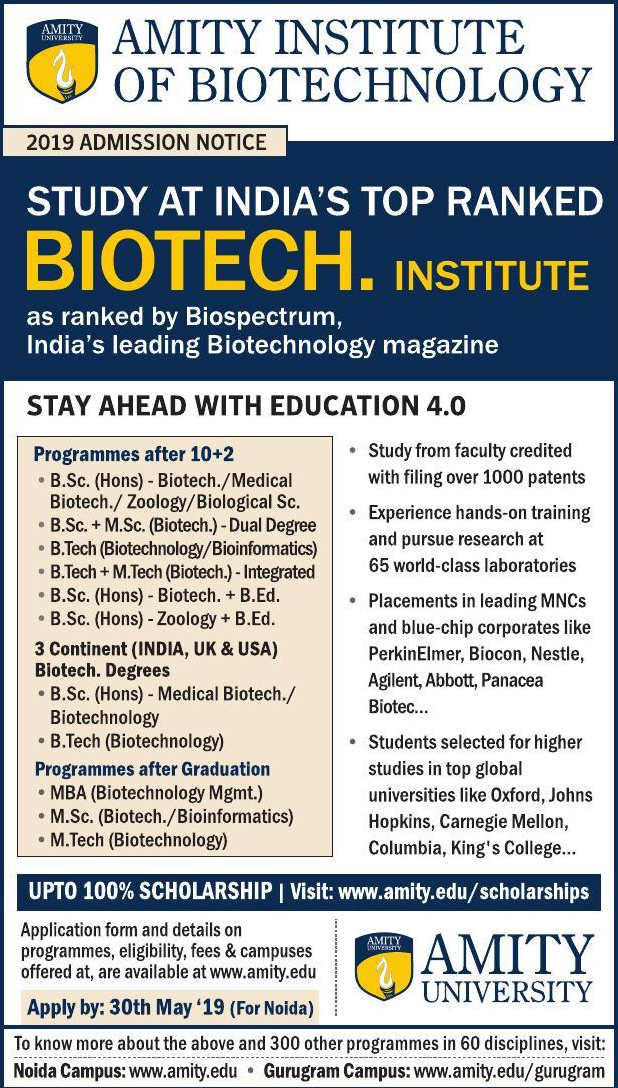 AMITY
UNIVERSITY
AMITY INSTITUTE
OF BIOTECHNOLOGY
2019 ADMISSION NOTICE
STUDY AT INDIA'S TOP RANKED
BIOTECH. INSTITUTE
as ranked by Biospectrum,
India's leading Biotechnology magazine
STAY AHEAD WITH EDUCATION 4.0
Programmes after 10+2
• B.Sc. (Hons) - Biotech./Medical
Biotech./ Zoology/Biological Sc.
• B.Sc. + M.Sc. (Biotech.) - Dual Degree
• B.Tech (Biotechnology/Bioinformatics)
• B.Tech + M.Tech (Biotech.) - Integrated
• B.Sc. (Hons) - Biotech. + B.Ed.
• B.Sc. (Hons) - Zoology + B.Ed.
3 Continent (INDIA, UK & USA)
Biotech. Degrees
• B.Sc. (Hons) - Medical Biotech./
Biotechnology
• B.Tech (Biotechnology)
Programmes after Graduation
• MBA (Biotechnology Mgmt.)
• M.Sc. (Biotech./Bioinformatics)
• M.Tech (Biotechnology)
• Study from faculty credited
with filing over 1000 patents
• Experience hands-on training
and pursue research at
65 world-class laboratories
• Placements in leading MNCs
and blue-chip corporates like
PerkinElmer, Biocon, Nestle,
Agilent, Abbott, Panacea
Biotec...
• Students selected for higher
studies in top global
universities like Oxford, Johns
Hopkins, Carnegie Mellon,
Columbia, King's College...
UPTO 100% SCHOLARSHIP | Visit: www.amity.edu/scholarships
Application form and details on
programmes, eligibility, fees & campuses
offered at, are available at www.amity.edu
Apply by: 30th May '19 (For Noida)
AMITY
UNIVERSITY
AMITY
UNIVERSITY
To know more about the above and 300 other programmes in 60 disciplines, visit:
Noida Campus: www.amity.edu • Gurugram Campus: www.amity.edu/gurugram